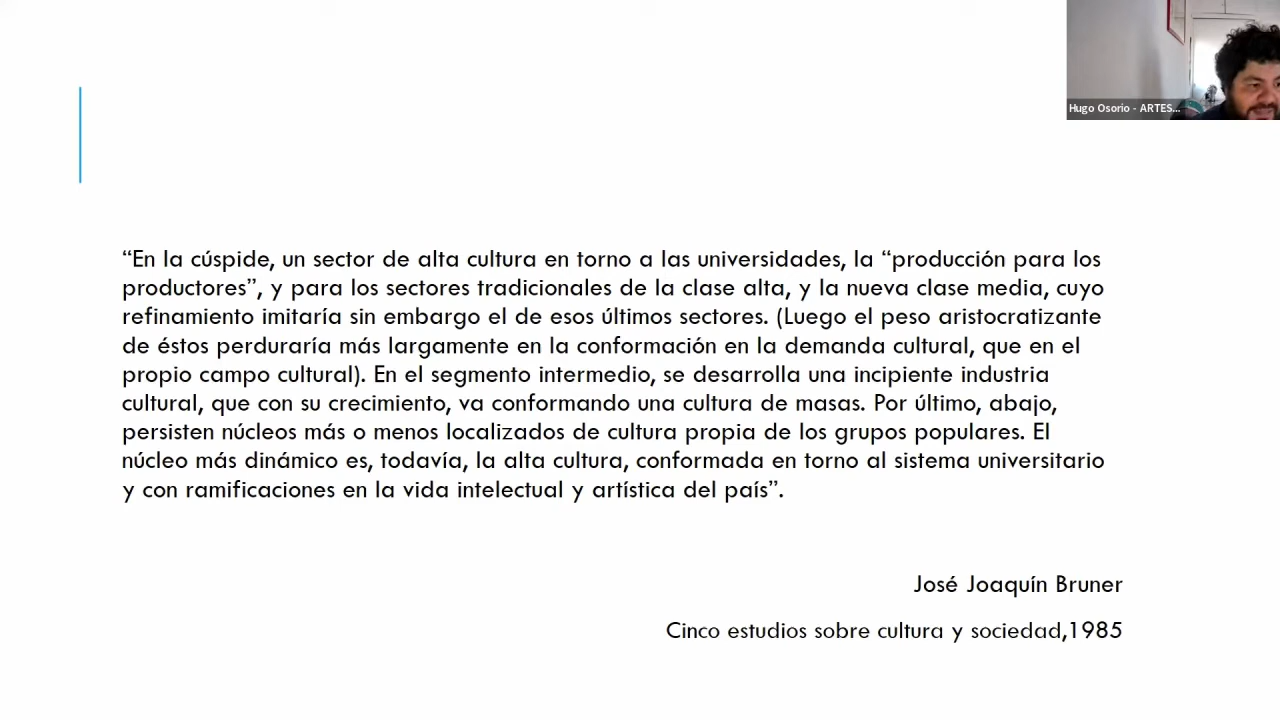 Hugo Osorio - ARTES...
“En la cúspide, un sector de alta cultura en torno a las universidades, la “producción para los
productores”, y para los sectores tradicionales de la clase alta, y la nueva clase media, cuyo
refinamiento imitaría sin embargo el de esos últimos sectores. (Luego el peso aristocratizante
de éstos perduraría más largamente en la conformación en la demanda cultural, que en el
propio campo cultural). En el segmento intermedio, se desarrolla una incipiente industria
cultural, que con su crecimiento, va conformando una cultura de masas. Por último, abajo,
persisten núcleos más o menos localizados de cultura propia de los grupos populares. El
núcleo más dinámico es, todavía, la alta cultura, conformada en torno al sistema universitario
y con ramificaciones en la vida intelectual y artística del país”.
José Joaquín Bruner
Cinco estudios sobre cultura y sociedad,1985